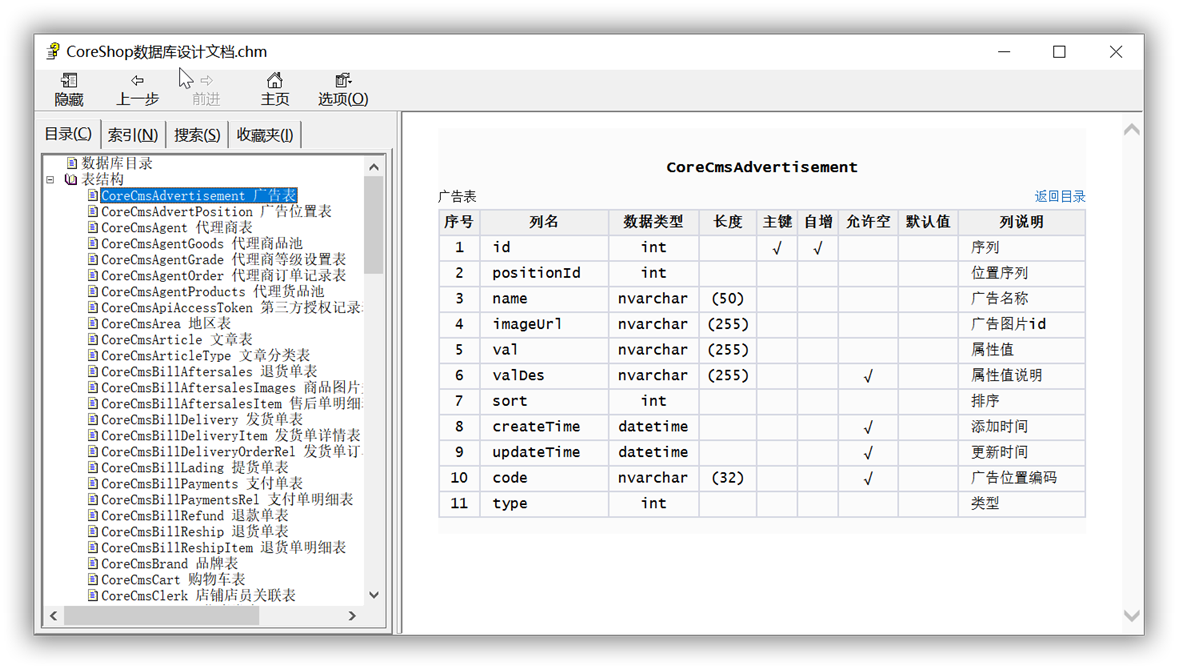 CoreShop数据库设计文档.chm
隐藏 上一步 前进 主页 选项(O)
目录(C) 索引(N) 搜索(S) 收藏夹(I)
数据库目录
表结构
CoreCmsAdvertisement 广告表
CoreCmsAdvertPosition 广告位置表
CoreCmsAgent 代理商表
CoreCmsAgentGoods 代理商品池
CoreCmsAgentGrade 代理商等级设置表
CoreCmsAgentOrder 代理商订单记录表
CoreCmsAgentProducts 代理货品池
CoreCmsApiAccessToken 第三方授权记录
CoreCmsArea 地区表
CoreCmsArticle 文章表
CoreCmsArticleType 文章分类表
CoreCmsBillAftersales 退货单表
CoreCmsBillAftersalesImages 商品图片
CoreCmsBillAftersalesItem 售后单明细
CoreCmsBillDelivery 发货单表
CoreCmsBillDeliveryItem 发货单详情表
CoreCmsBillDeliveryOrderRel 发货单订
CoreCmsBillLading 提货单表
CoreCmsBillPayments 支付单表
CoreCmsBillPaymentsRel 支付单明细表
CoreCmsBillRefund 退款单表
CoreCmsBillReship 退货单表
CoreCmsBillReshipItem 退货单明细表
CoreCmsBrand 品牌表
CoreCmsCart 购物车表
CoreCmsClerk 店铺店员关联表
CoreCmsAdvertisement
广告表 返回目录
序号 列名 数据类型 长度 主键 自增 允许空 默认值 列说明
1 id int √ √ 序列
2 positionId int 位置序列
3 name nvarchar (50) 广告名称
4 imageUrl nvarchar (255) 广告图片id
5 val nvarchar (255) 属性值
6 valDes nvarchar (255) √ 属性值说明
7 sort int 排序
8 createTime datetime √ 添加时间
9 updateTime datetime √ 更新时间
10 code nvarchar (32) √ 广告位置编码
11 type int 类型